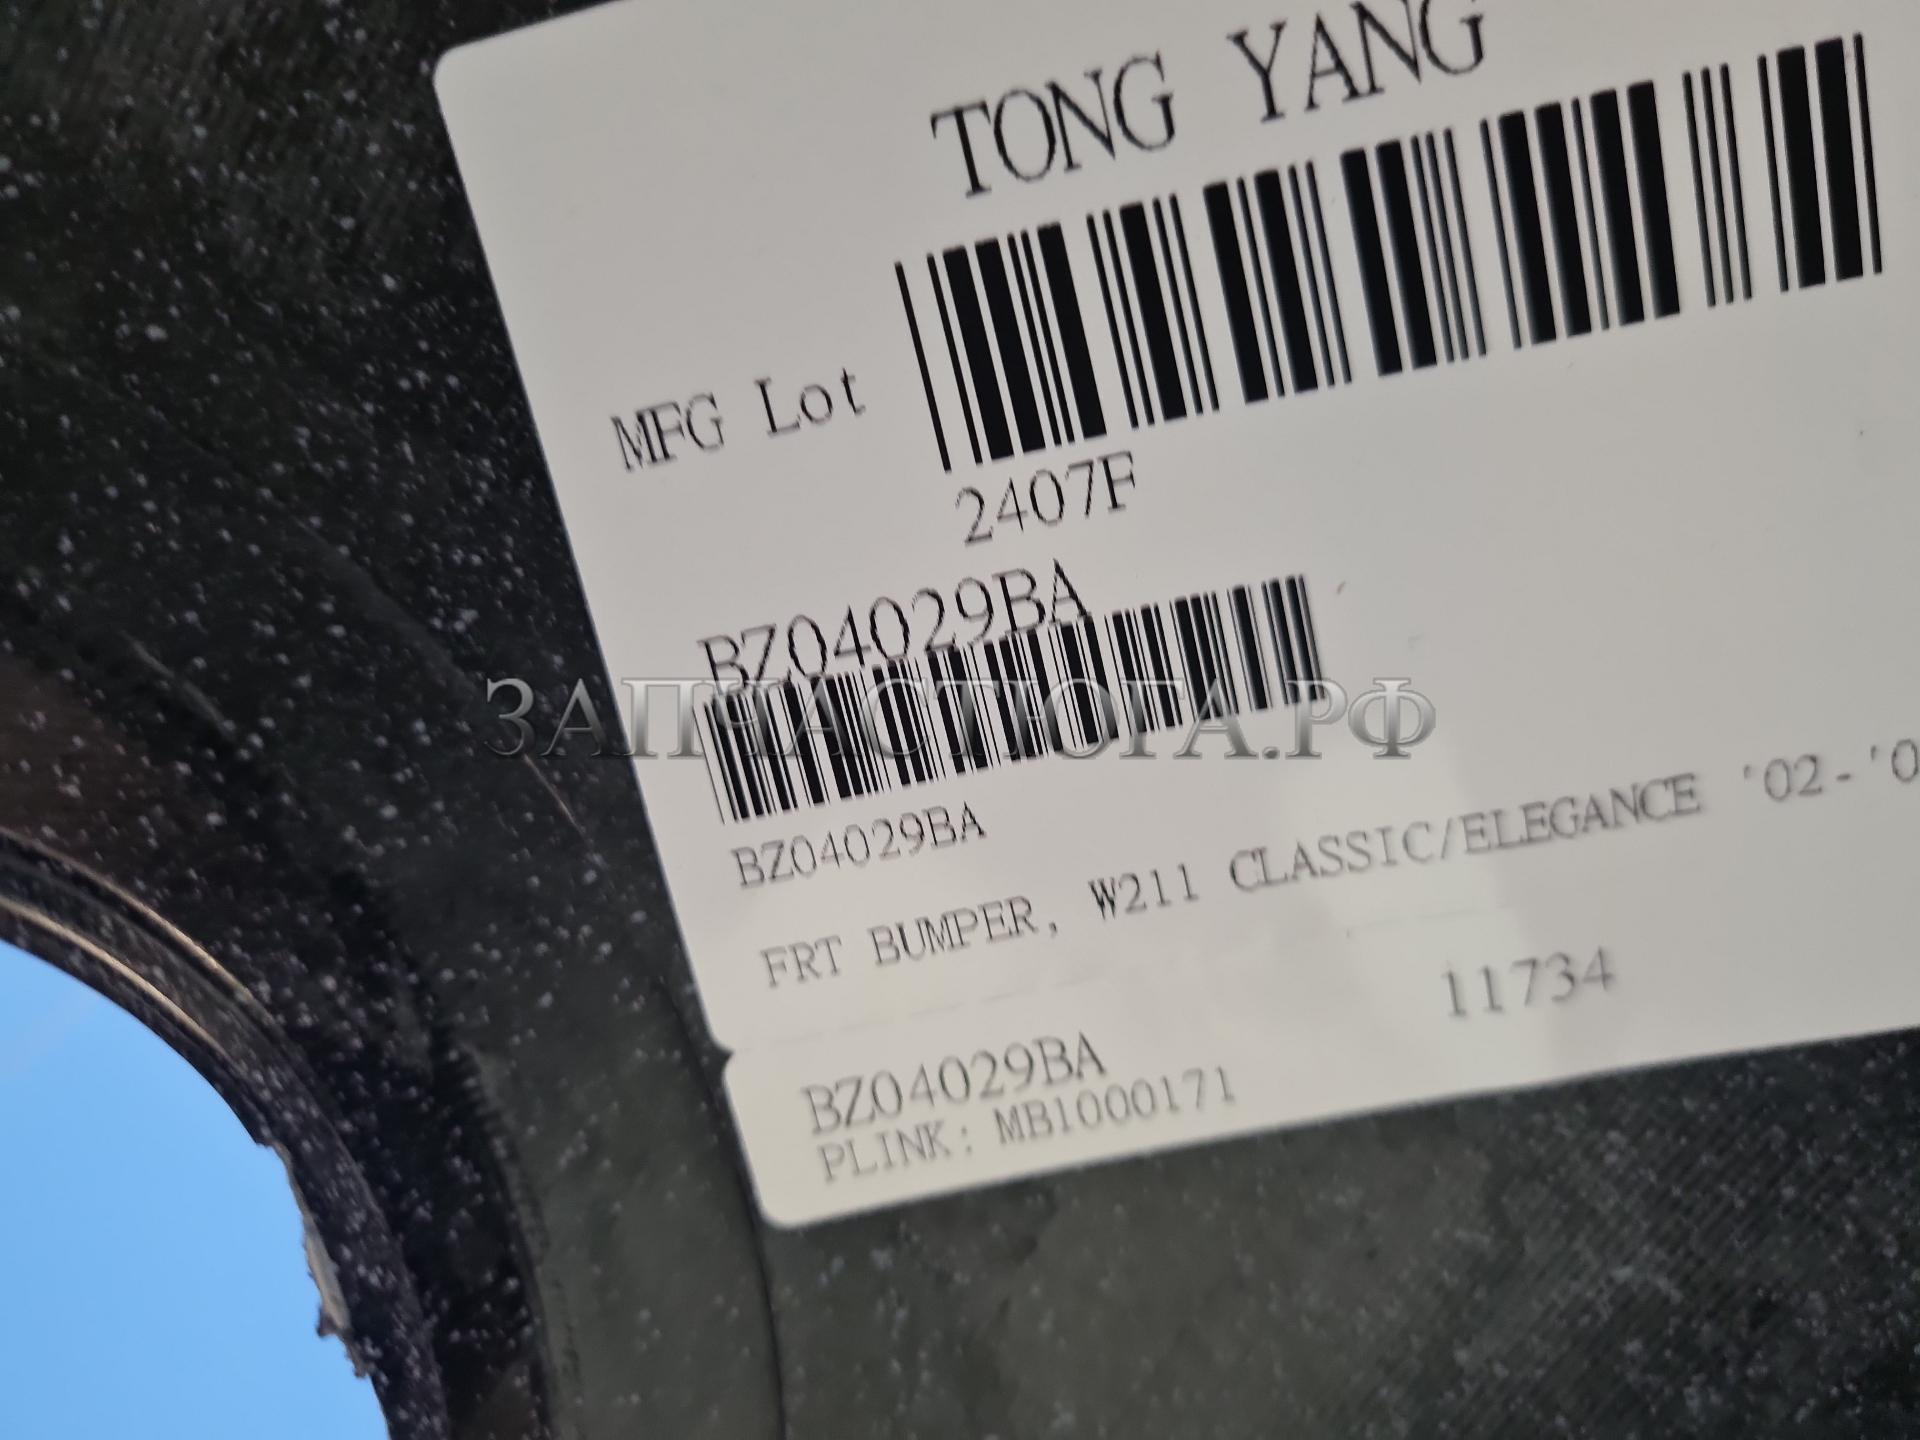 TONG YANG
MFG Lot
2407F
BZ04029BA
ЗАПЧАСТЮГА.РФ
BZ04029BA
FRT BUMPER, W211 CLASSIC/ELEGANCE '02-'0
11734
BZ04029BA
PLINK: MB1000171